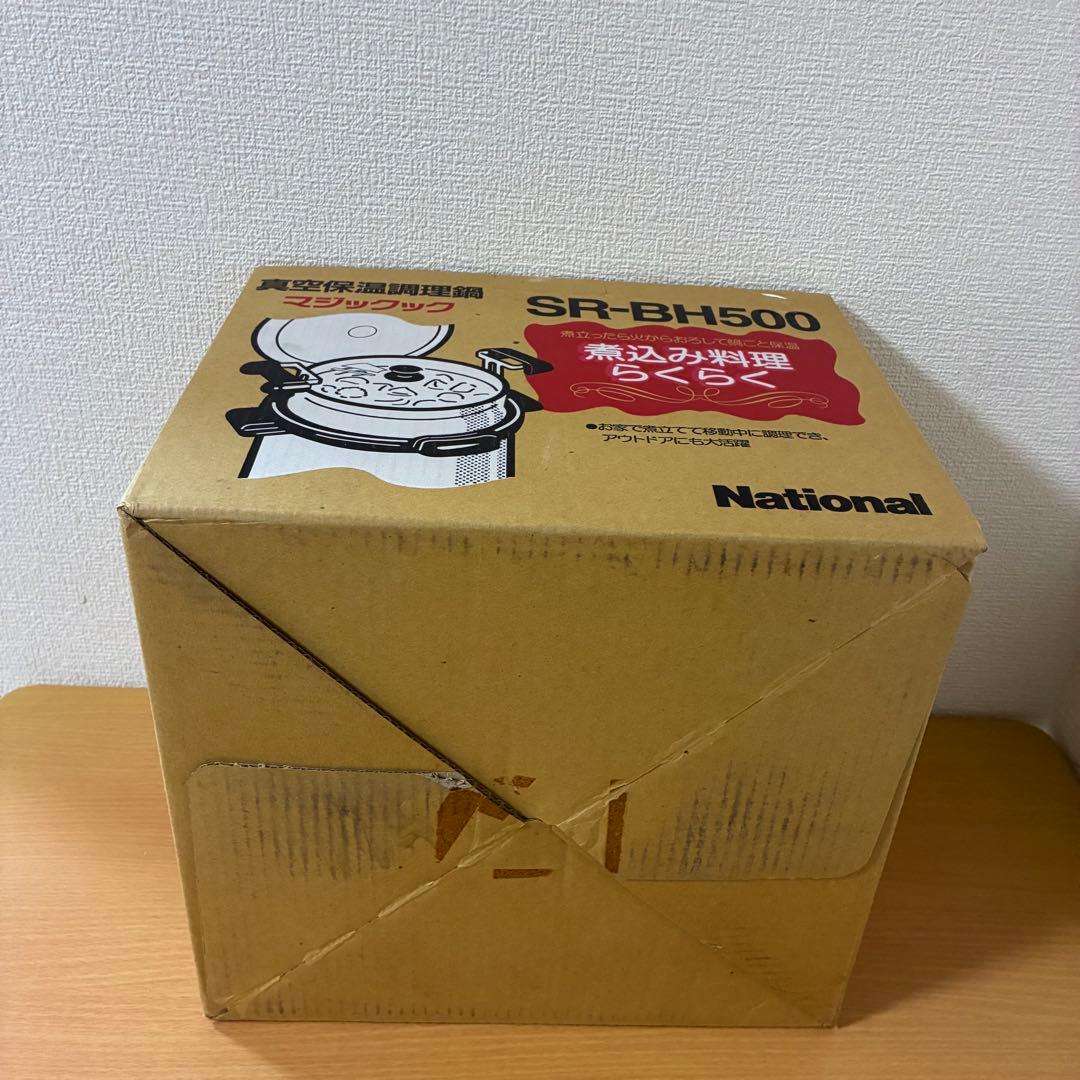 真空保温調理鍋
マジックック
SR-BH500
煮立ったら火からおろして鍋ごと保温
煮込み料理
らくらく
●お家で煮立てて移動中に調理でき、
アウトドアにも大活躍
National